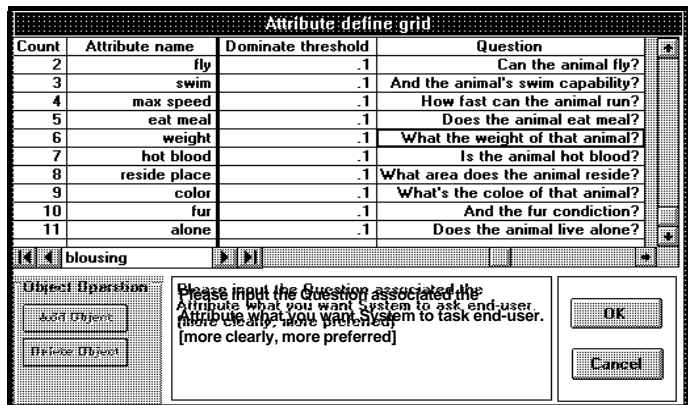 Attribute define grid
Count Attribute name Dominate threshold Question
2 fly .1 Can the animal fly?
3 swim .1 And the animal's swim capability?
4 max speed .1 How fast can the animal run?
5 eat meal .1 Does the animal eat meal?
6 weight .1 What the weight of that animal?
7 hot blood .1 Is the animal hot blood?
8 reside place .1 What area does the animal reside?
9 color .1 What's the coloe of that animal?
10 fur .1 And the fur condiction?
11 alone .1 Does the animal live alone?
blousing
Object Operstion
Add Object
Delete Object
Please input the Question associated the
Attribute what you want System to task end-user.
[more clearly, more preferred]
OK
Cancel